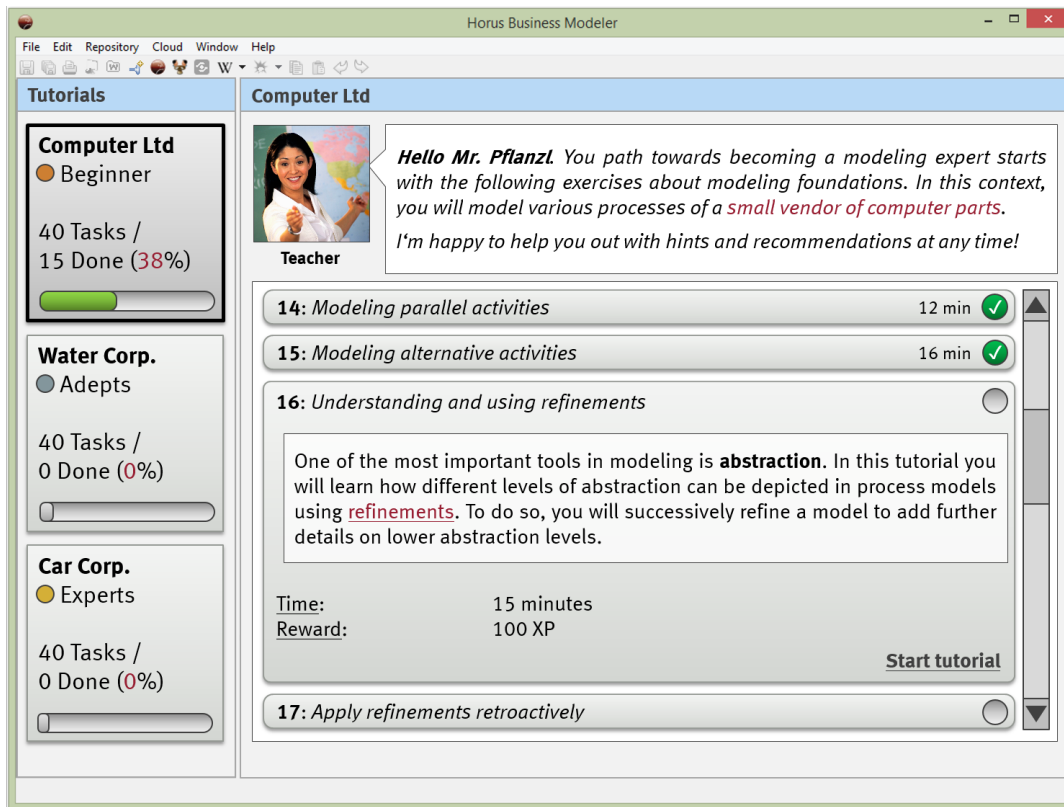 Horus Business Modeler
File Edit Repository Cloud Window Help
W
Tutorials
Computer Ltd
Beginner
40 Tasks /
15 Done (38%)
Water Corp.
Adepts
40 Tasks /
0 Done (0%)
Car Corp.
Experts
40 Tasks /
0 Done (0%)
Computer Ltd
Teacher
Hello Mr. Pflanzl. You path towards becoming a modeling expert starts
with the following exercises about modeling foundations. In this context,
you will model various processes of a small vendor of computer parts.
I'm happy to help you out with hints and recommendations at any time!
14: Modeling parallel activities 12 min
15: Modeling alternative activities 16 min
16: Understanding and using refinements
One of the most important tools in modeling is abstraction. In this tutorial you
will learn how different levels of abstraction can be depicted in process models
using refinements. To do so, you will successively refine a model to add further
details on lower abstraction levels.
Time: 15 minutes
Reward: 100 XP
Start tutorial
17: Apply refinements retroactively